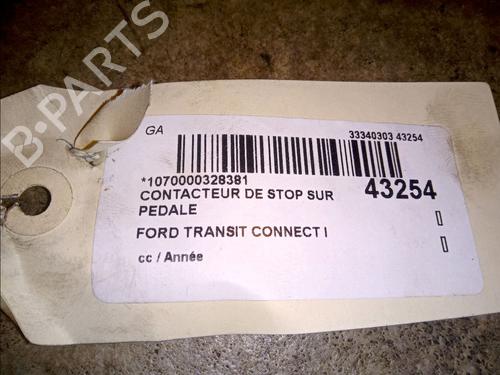 B-PARTS
GA
33340303 43254
*1070000328381
CONTACTEUR DE STOP SUR
PEDALE
43254
FORD TRANSIT CONNECT I
cc / Année